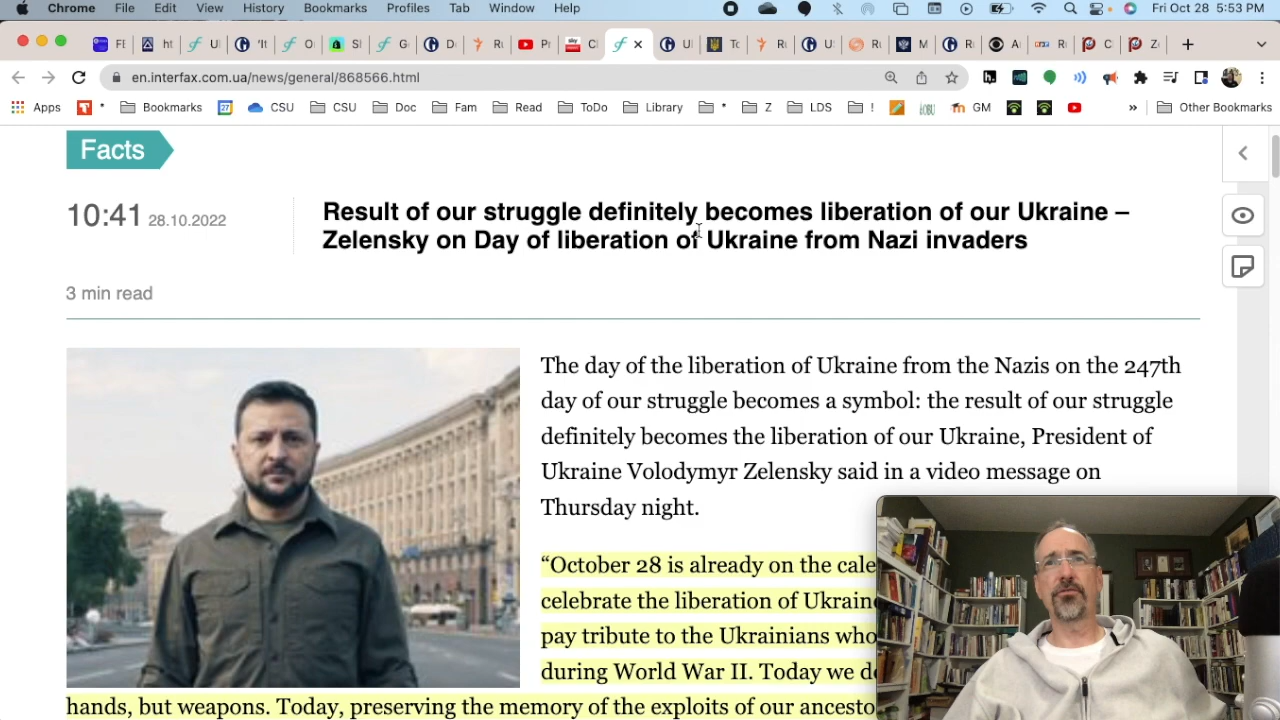 Chrome File Edit View History Bookmarks Profiles Tab Window Help Fri Oct 28 5:53 PM
en.interfax.com.ua/news/general/868566.html
Apps Bookmarks CSU CSU Doc Fam Read ToDo Library * Z LDS ! GM » Other Bookmarks
Facts
10:41 28.10.2022
Result of our struggle definitely becomes liberation of our Ukraine –
Zelensky on Day of liberation of Ukraine from Nazi invaders
3 min read
The day of the liberation of Ukraine from the Nazis on the 247th
day of our struggle becomes a symbol: the result of our struggle
definitely becomes the liberation of our Ukraine, President of
Ukraine Volodymyr Zelensky said in a video message on
Thursday night.
“October 28 is already on the cale
celebrate the liberation of Ukrain
pay tribute to the Ukrainians who
during World War II. Today we d
hands, but weapons. Today, preserving the memory of the exploits of our ancesto